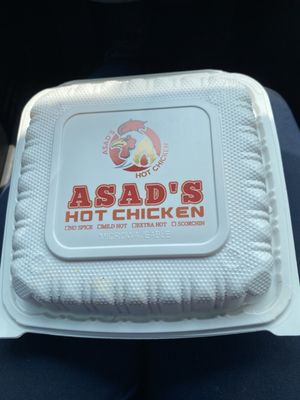 ASAD'S
HOT CHICKEN
ASAD'S
HOT CHICKEN
☐NO SPICE ☐MILD HOT ☐EXTRA HOT ☐ SCORCHIN